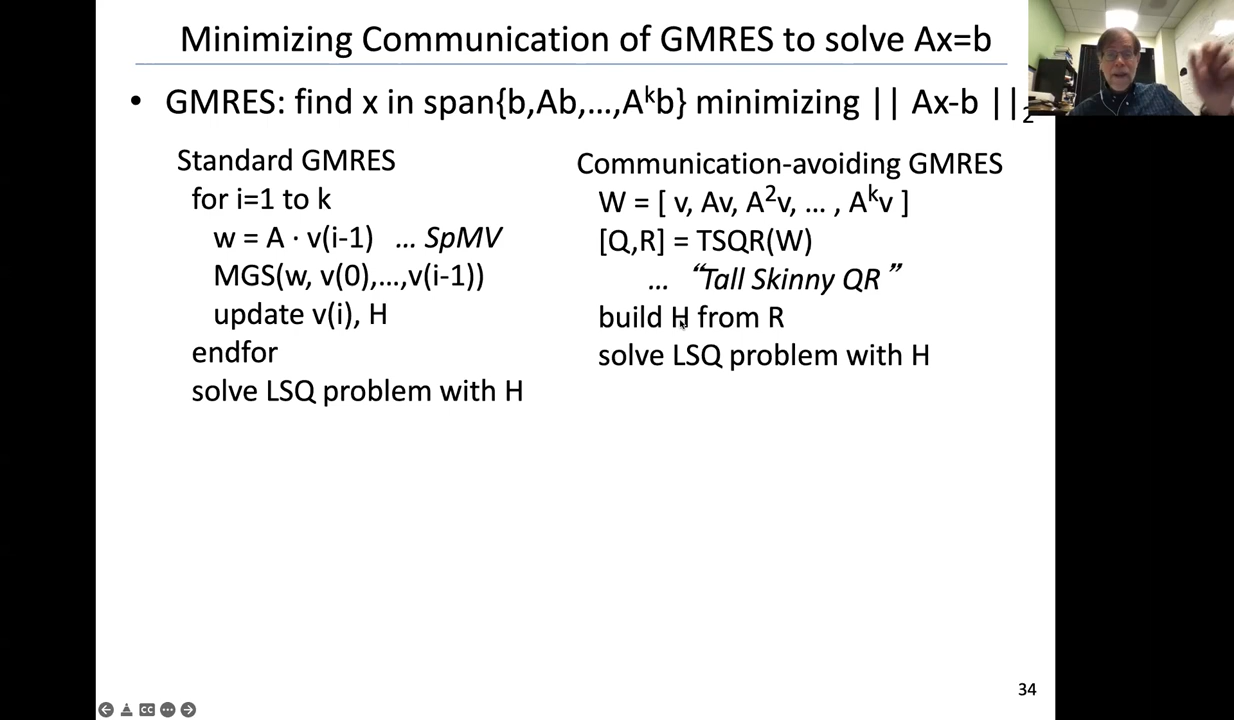 Minimizing Communication of GMRES to solve Ax=b
• GMRES: find x in span{b,Ab,…,Aᵏb} minimizing || Ax-b ||₂
Standard GMRES
for i=1 to k
w = A · v(i-1) … SpMV
MGS(w, v(0),…,v(i-1))
update v(i), H
endfor
solve LSQ problem with H
Communication-avoiding GMRES
W = [ v, Av, A²v, … , Aᵏv ]
[Q,R] = TSQR(W)
… “Tall Skinny QR”
build H from R
solve LSQ problem with H
34
CC